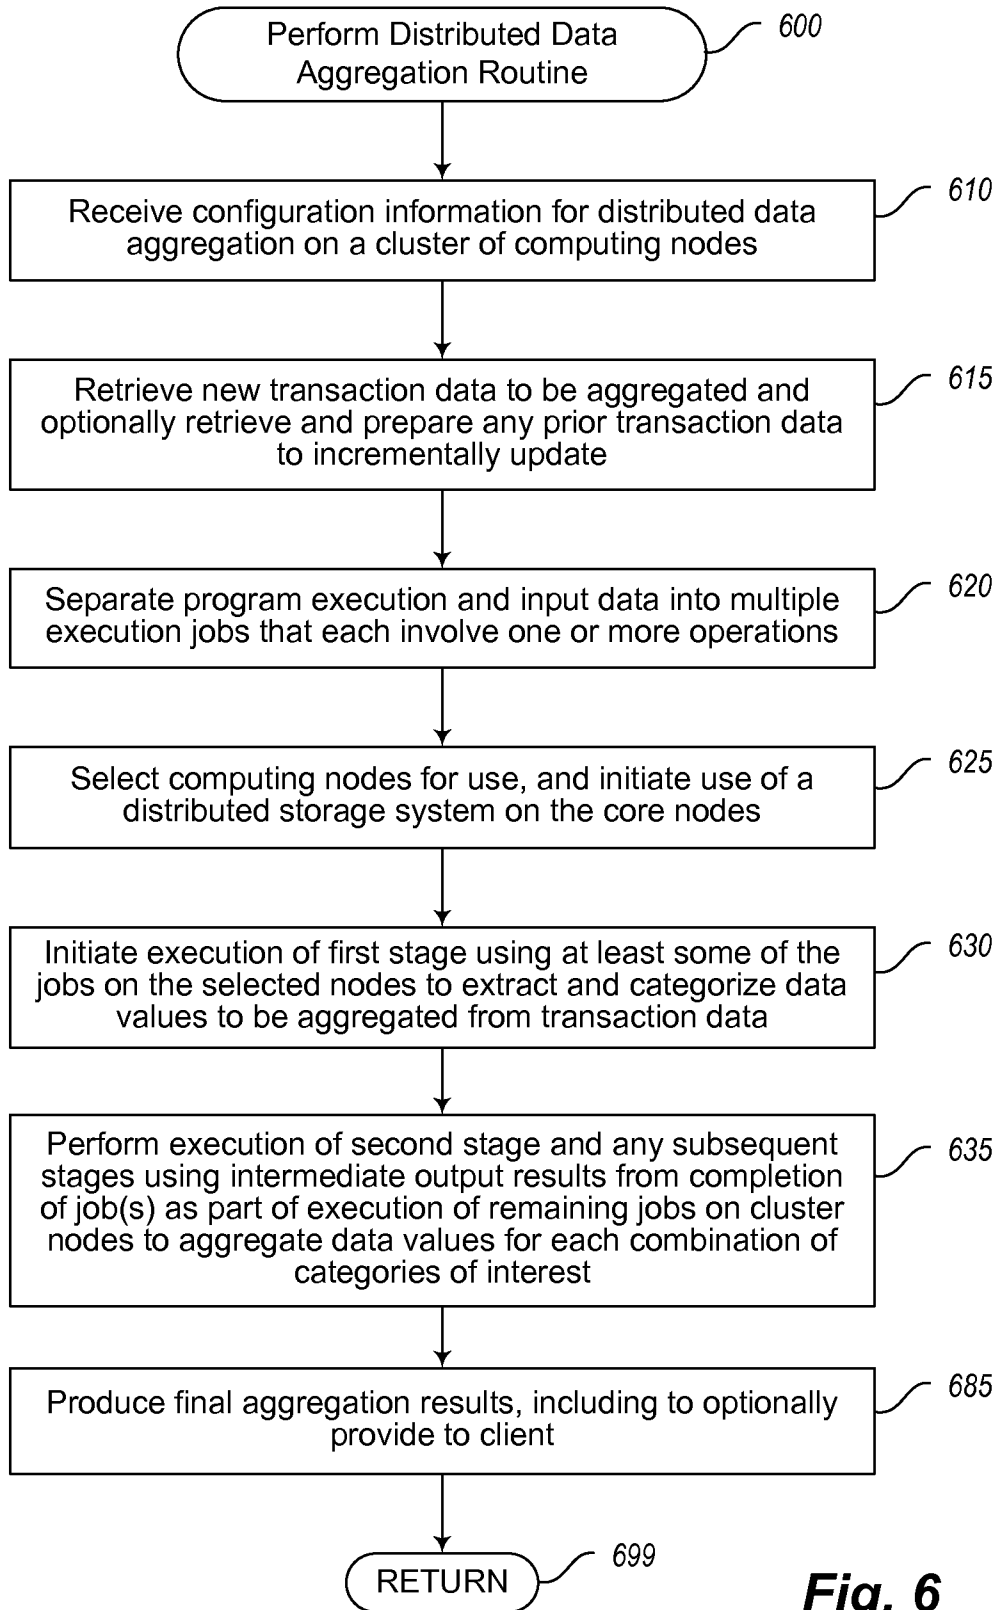 Perform Distributed Data
Aggregation Routine
600
610
Receive configuration information for distributed data
aggregation on a cluster of computing nodes
615
Retrieve new transaction data to be aggregated and
optionally retrieve and prepare any prior transaction data
to incrementally update
620
Separate program execution and input data into multiple
execution jobs that each involve one or more operations
625
Select computing nodes for use, and initiate use of a
distributed storage system on the core nodes
630
Initiate execution of first stage using at least some of the
jobs on the selected nodes to extract and categorize data
values to be aggregated from transaction data
635
Perform execution of second stage and any subsequent
stages using intermediate output results from completion
of job(s) as part of execution of remaining jobs on cluster
nodes to aggregate data values for each combination of
categories of interest
685
Produce final aggregation results, including to optionally
provide to client
699
RETURN
Fig. 6